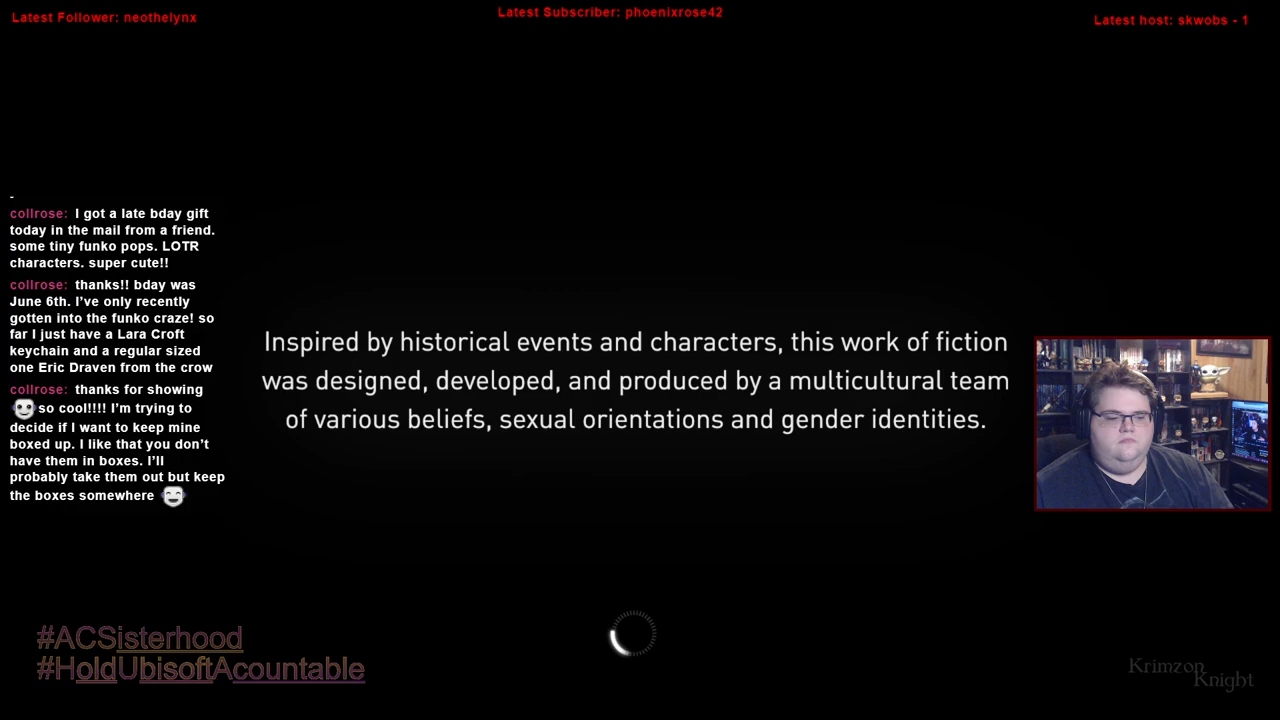 Latest Follower: neothelynx
Latest Subscriber: phoenixrose42
Latest host: skwobs - 1
-
collrose: I got a late bday gift
today in the mail from a friend.
some tiny funko pops. LOTR
characters. super cute!!
collrose: thanks!! bday was
June 6th. I've only recently
gotten into the funko craze! so
far I just have a Lara Croft
keychain and a regular sized
one Eric Draven from the crow
collrose: thanks for showing
so cool!!!! I'm trying to
decide if I want to keep mine
boxed up. I like that you don't
have them in boxes. I'll
probably take them out but keep
the boxes somewhere
Inspired by historical events and characters, this work of fiction
was designed, developed, and produced by a multicultural team
of various beliefs, sexual orientations and gender identities.
#ACSisterhood
#HoldUbisoftAcountable
Krimzon
Knight